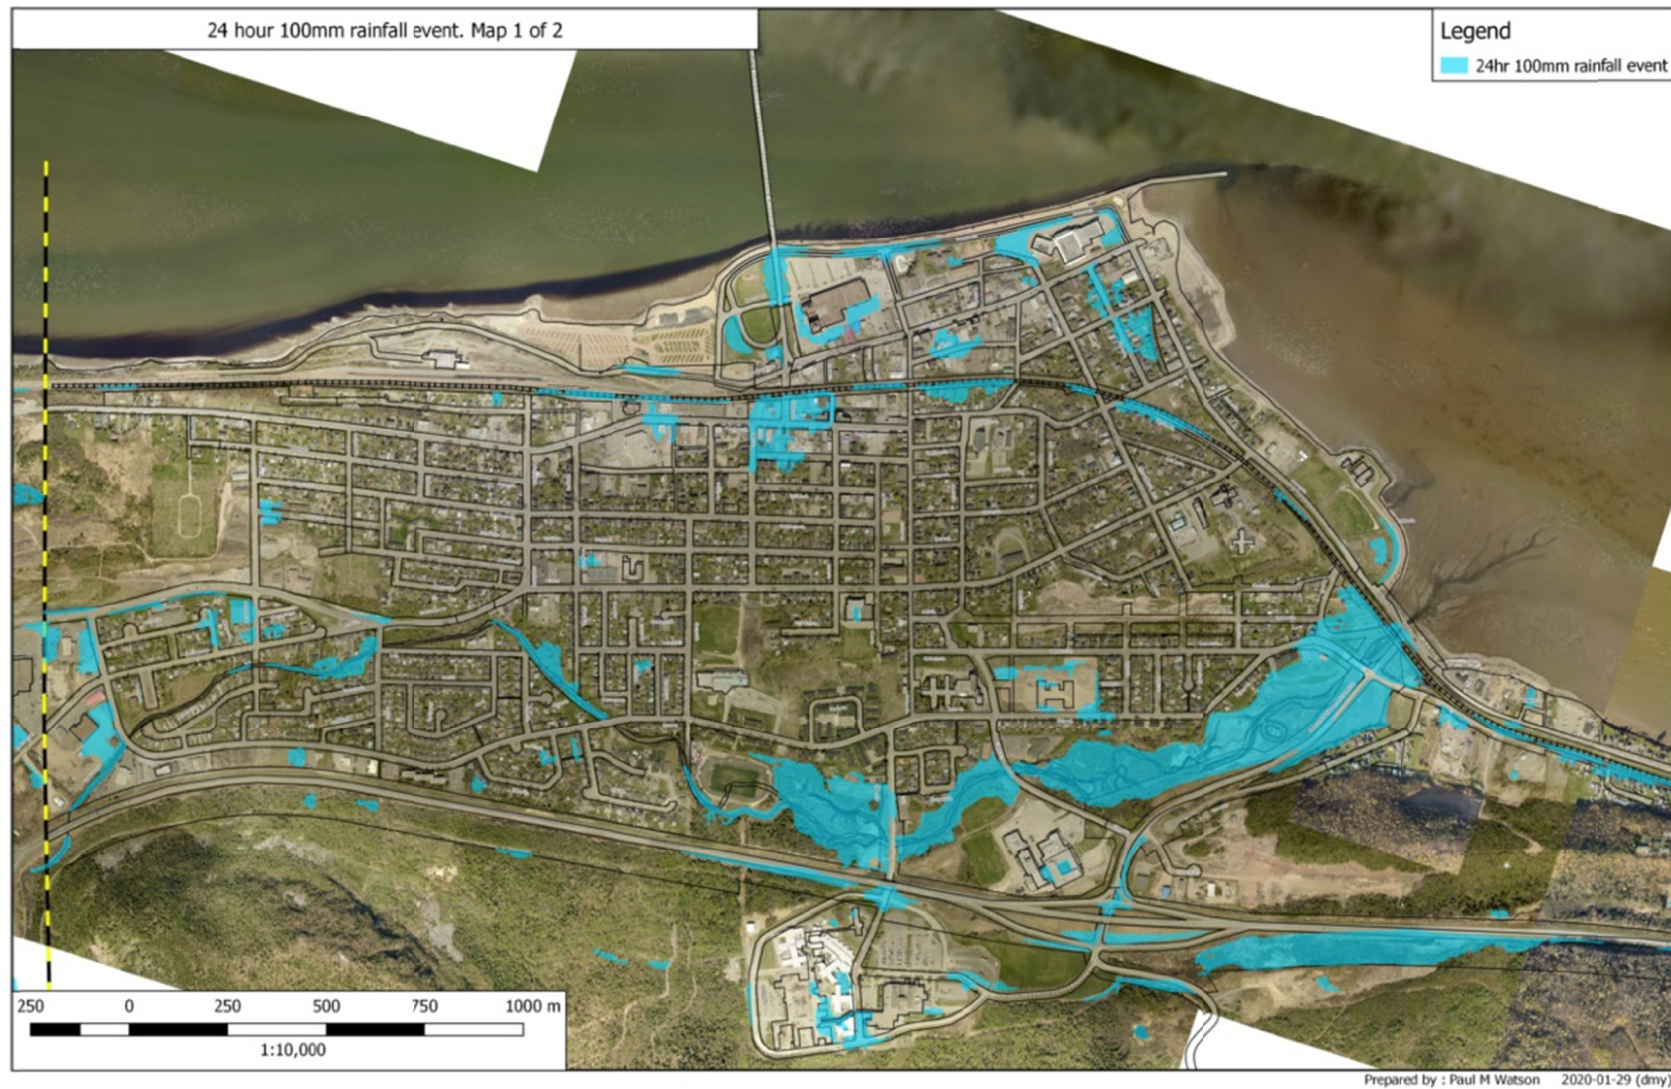 24 hour 100mm rainfall event. Map 1 of 2
Legend
24hr 100mm rainfall event
250 0 250 500 750 1000 m
1:10,000
Prepared by : Paul M Watson 2020-01-29 (dmy)